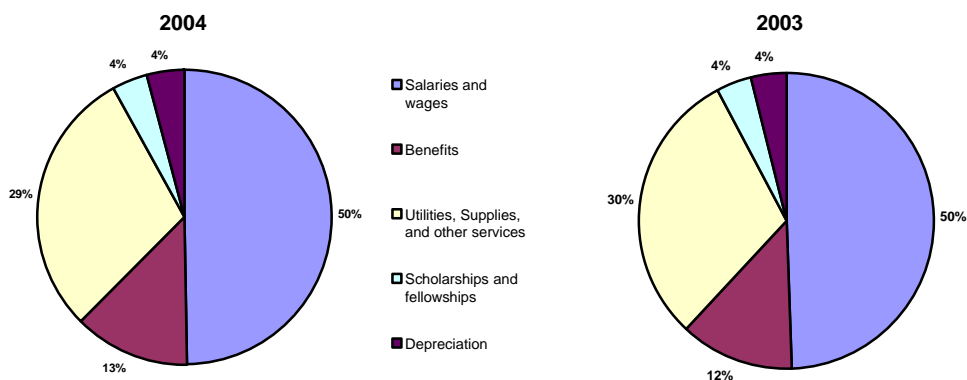 2004
4%
4%
29%
50%
13%
Salaries and
wages
Benefits
Utilities, Supplies,
and other services
Scholarships and
fellowships
Depreciation
2003
4%
4%
30%
50%
12%